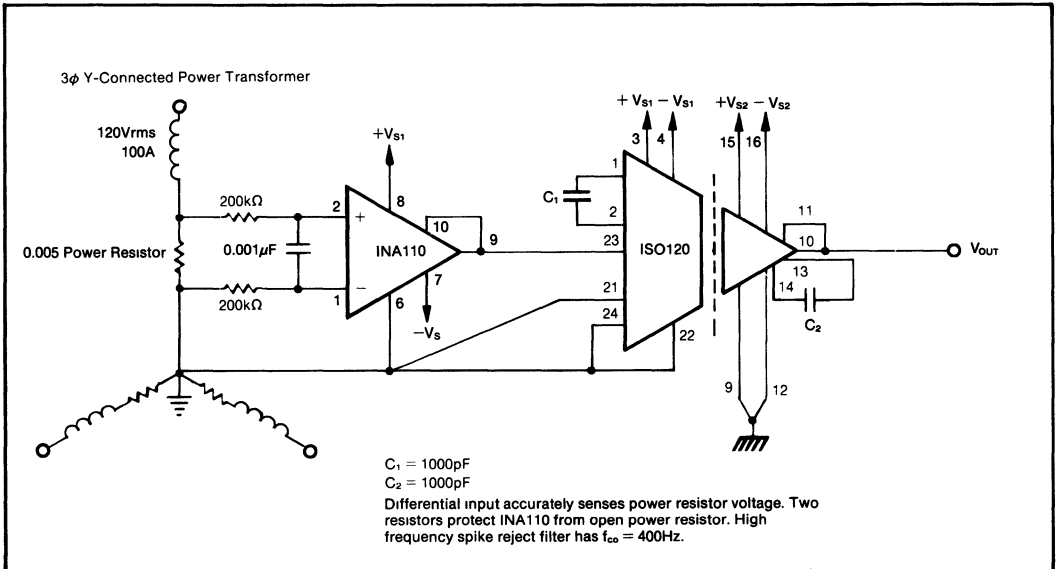 3ϕ Y-Connected Power Transformer
120Vrms
100A
200kΩ
0.005 Power Resistor
0.001µF
200kΩ
+VS1
2
8
+
10
INA110
9
−
1
7
6
−VS
+ VS1 − VS1
3
4
1
C₁
2
23
ISO120
21
24
22
+VS2 − VS2
15
16
11
10
VOUT
13
14
C₂
9
12
C₁ = 1000pF
C₂ = 1000pF
Differential input accurately senses power resistor voltage. Two
resistors protect INA110 from open power resistor. High
frequency spike reject filter has fco = 400Hz.